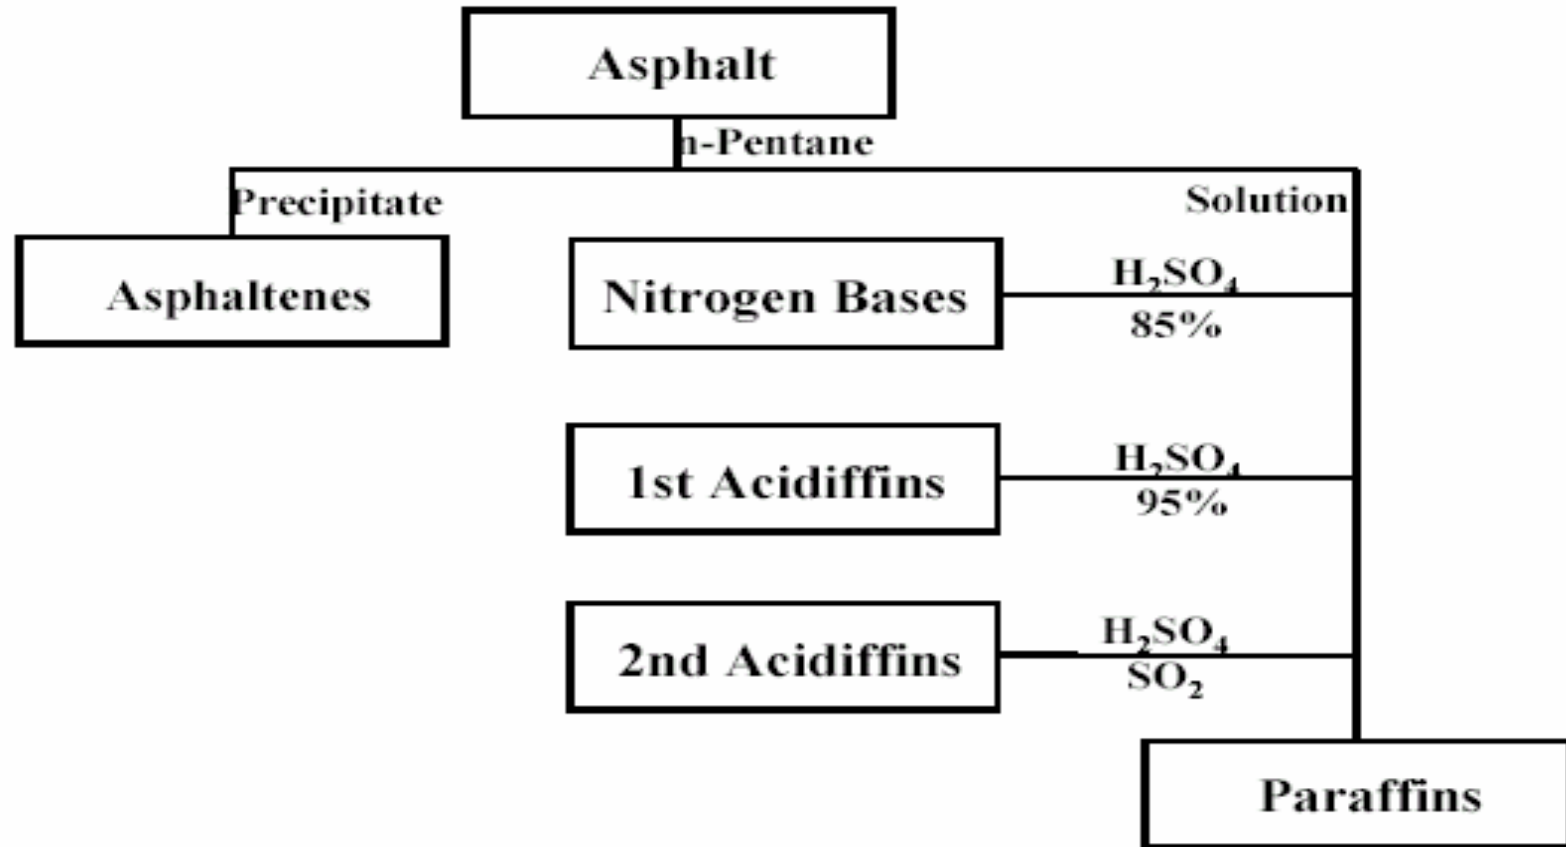 Asphalt
n-Pentane
Precipitate
Solution
Asphaltenes
Nitrogen Bases
H₂SO₄
85%
1st Acidiffins
H₂SO₄
95%
2nd Acidiffins
H₂SO₄
SO₂
Paraffins